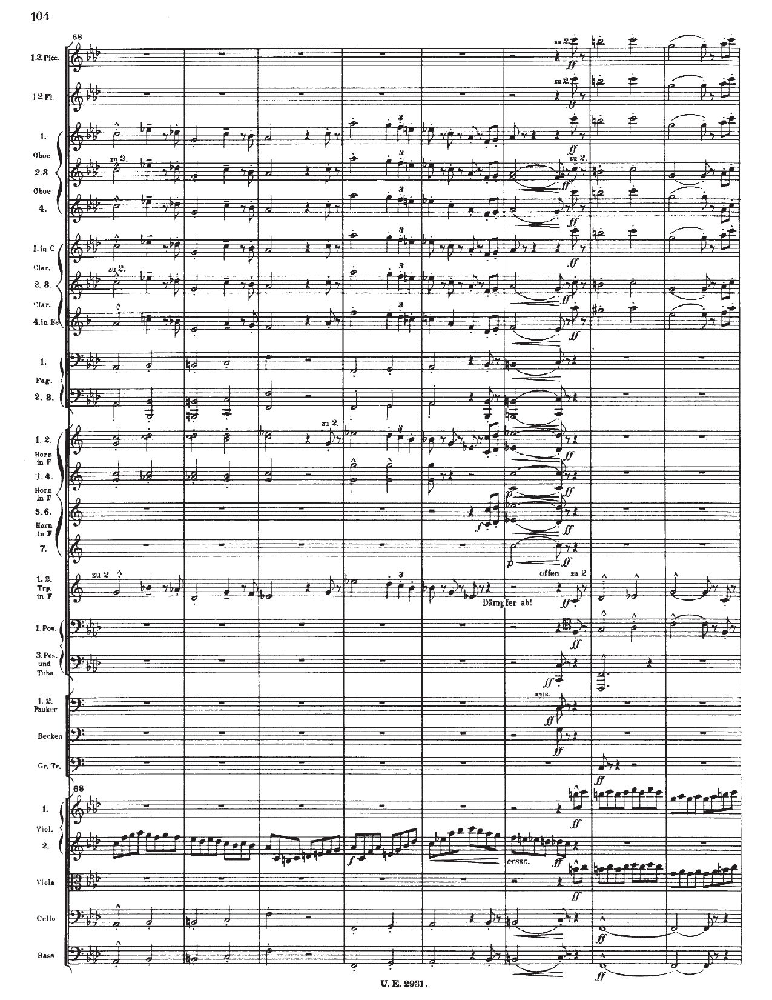 104
68
zu 2.
1.2. Picc.
ff
zu 2.
1.2. Fl.
ff
3
1.
ff
Oboe
zu 2.
3
zu 2.
2.3.
ff
Oboe
3
4.
ff
3
1. in C
ff
Clar.
zu 2.
3
2. 3.
ff
Clar.
3
4. in Es
ff
1.
Fag.
2. 3.
zu 2.
3
1. 2.
Horn
in F
ff
3. 4.
p
ff
Horn
in F
5. 6.
f
ff
Horn
in F
7.
p
ff
zu 2
offen
zu 2
1. 2.
Trp.
in F
3
Dämpfer ab!
ff
1. Pos.
ff
3. Pos.
und
Tuba
ff
unis.
1. 2.
Pauker
ff
Becken
ff
Gr. Tr.
ff
68
1.
ff
Viol.
2.
f
cresc.
ff
Viola
ff
Cello
ff
Bass
ff
U. E. 2931.